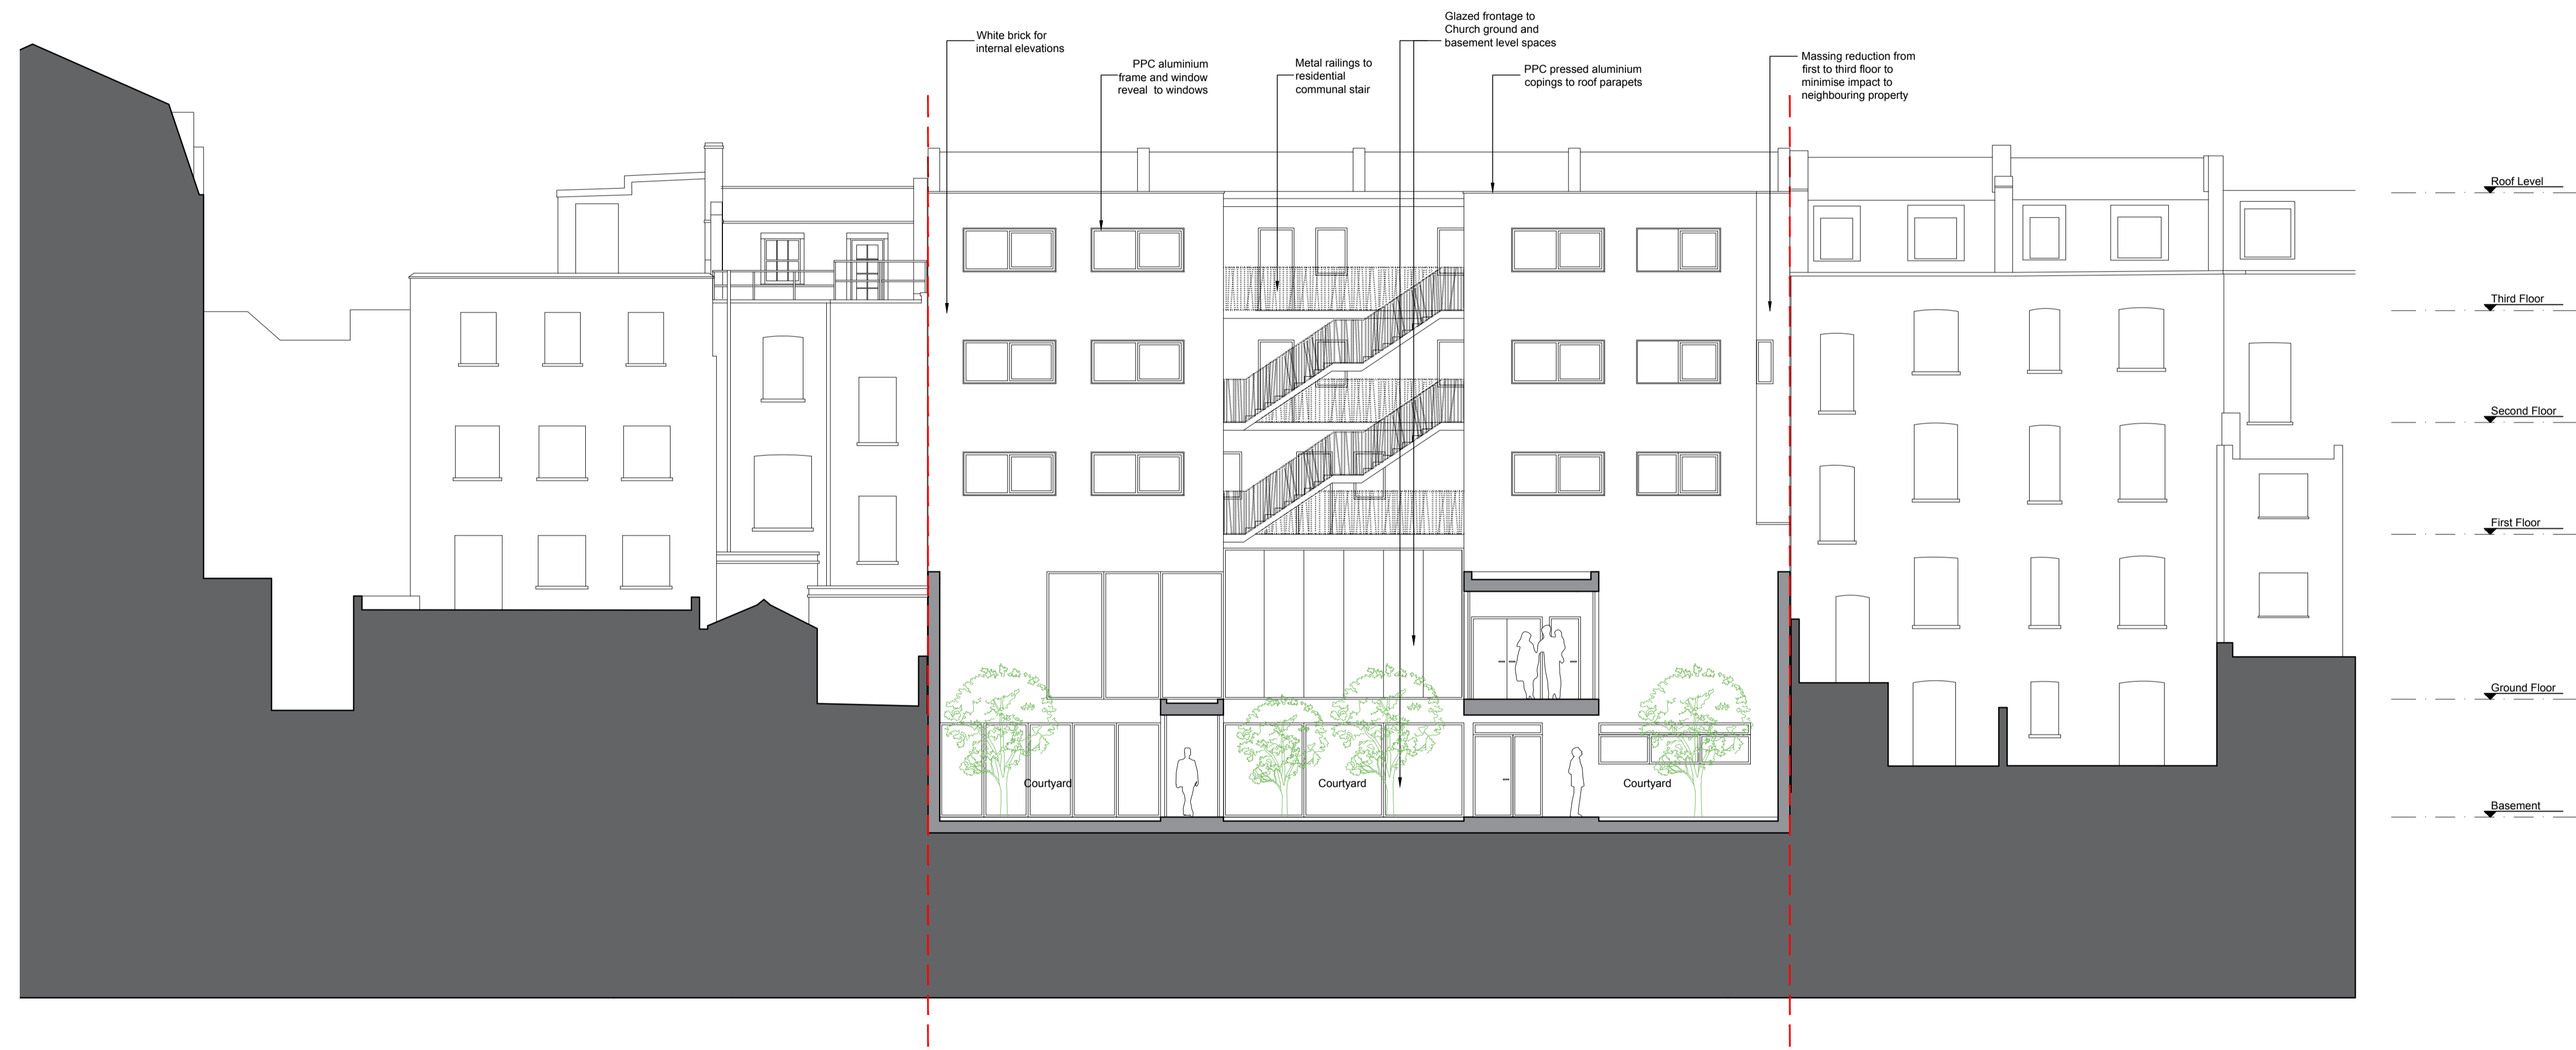 Glazed frontage to
Church ground and
basement level spaces
White brick for
internal elevations
PPC aluminium
frame and window
reveal to windows
Metal railings to
residential
communal stair
PPC pressed aluminium
copings to roof parapets
Massing reduction from
first to third floor to
minimise impact to
neighbouring property
Roof Level
Third Floor
Second Floor
First Floor
Ground Floor
Courtyard
Courtyard
Courtyard
Basement